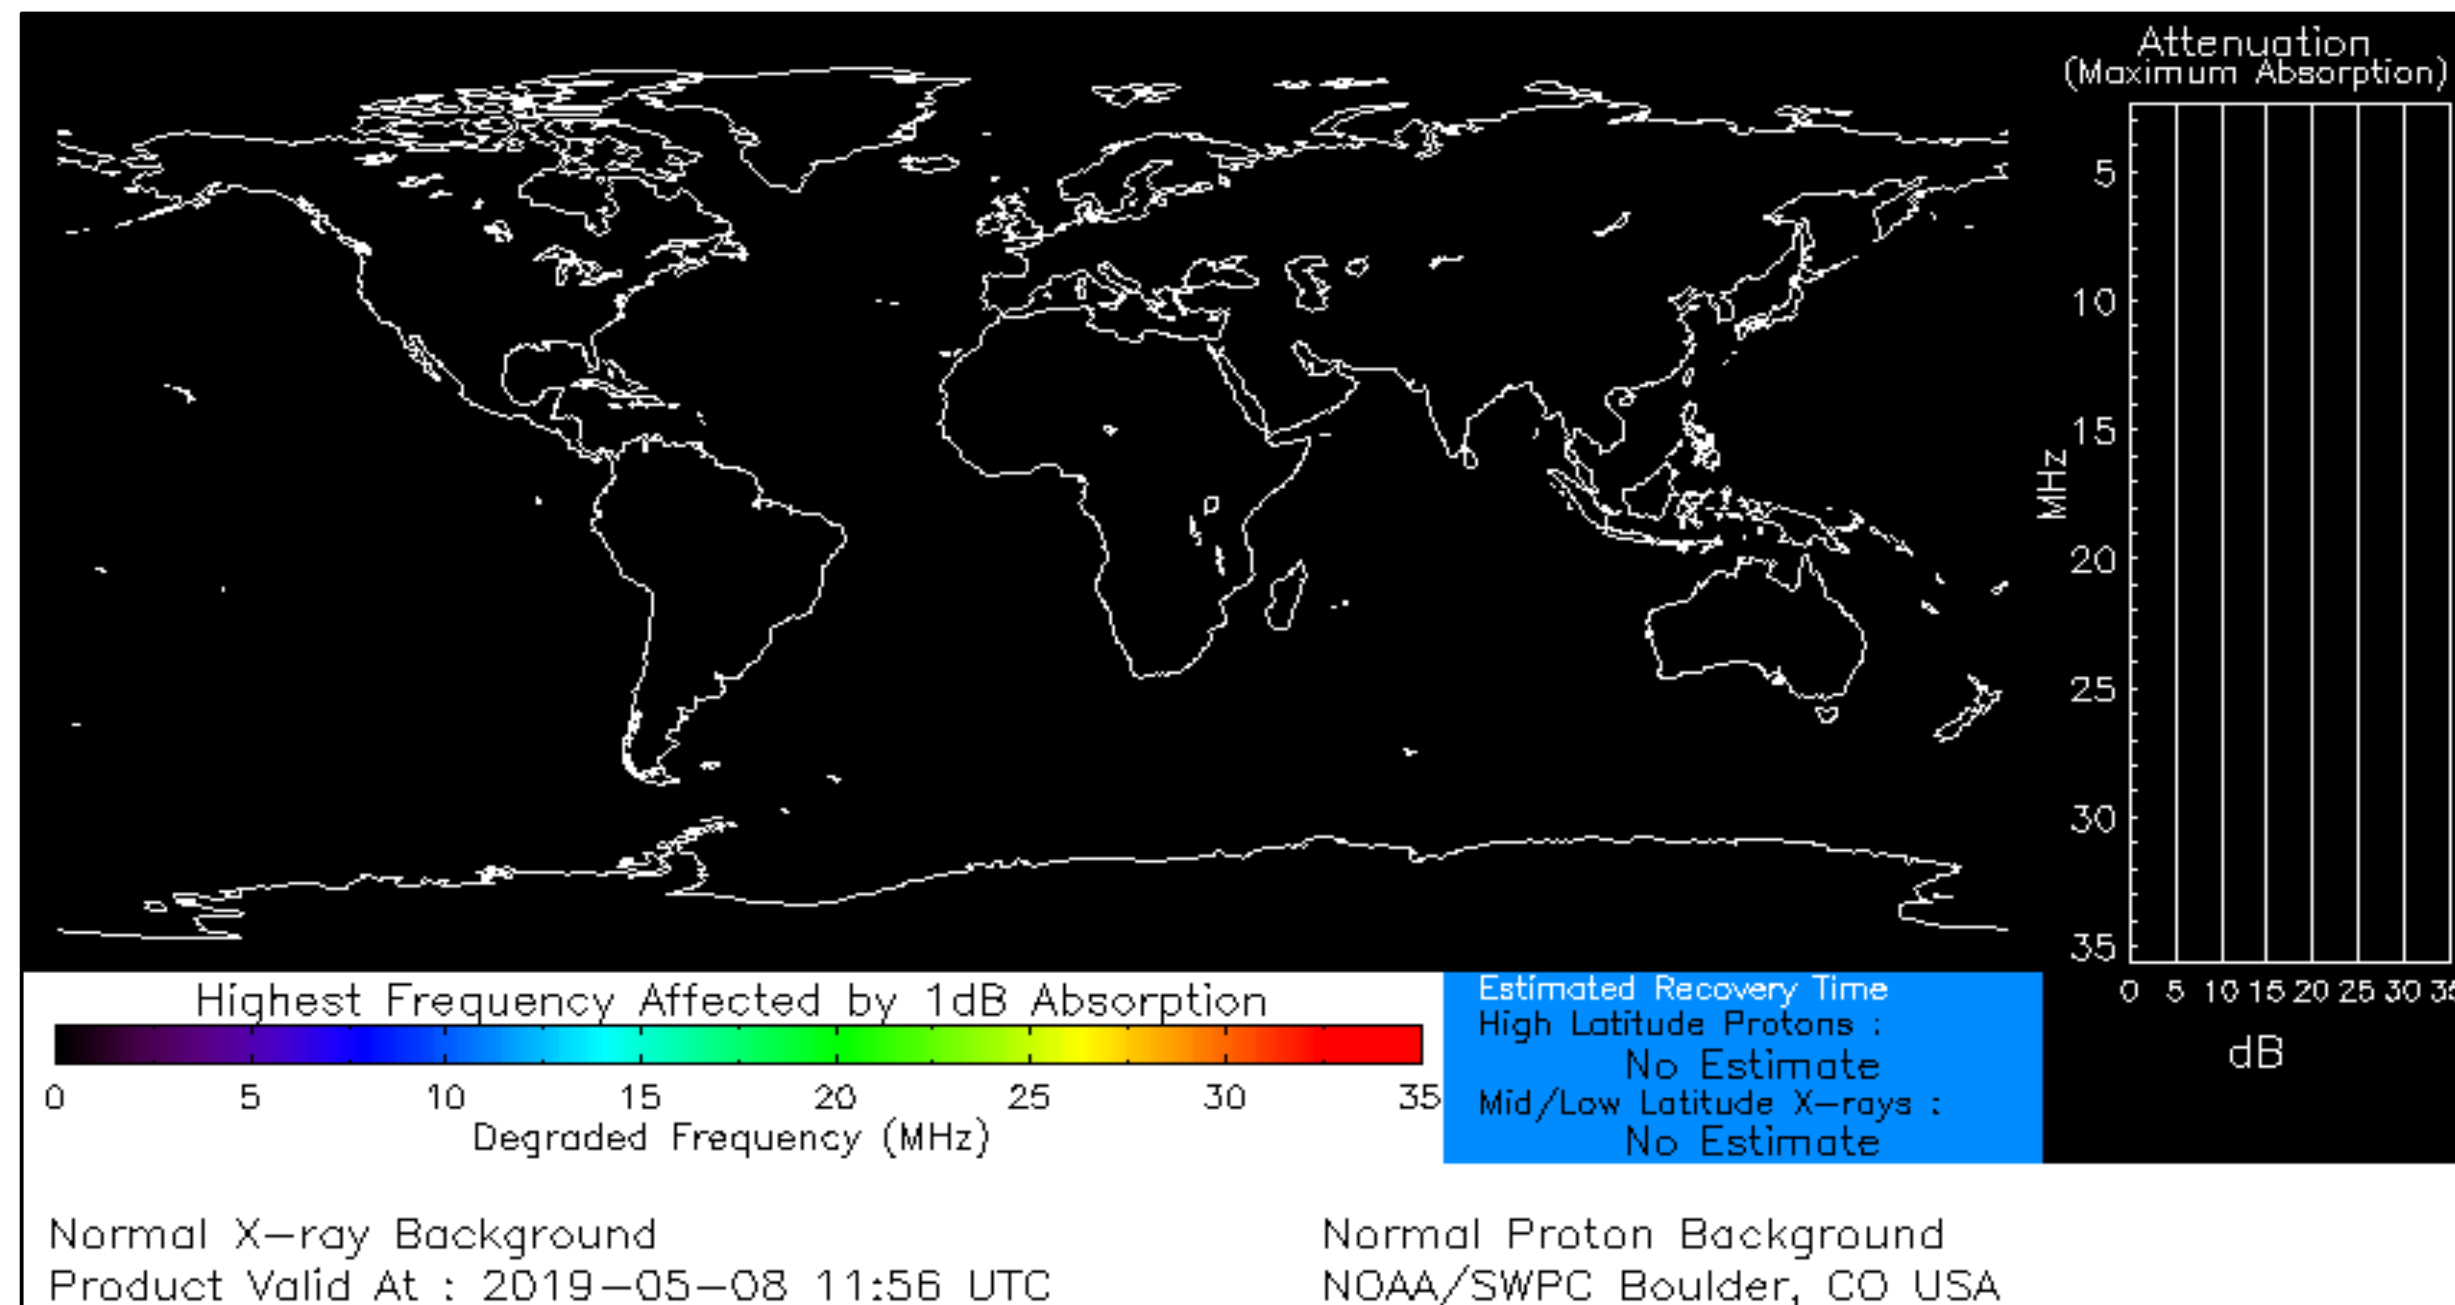 Attenuation
(Maximum Absorption)
5
10
15
20
25
30
35
MHz
0 5 10 15 20 25 30 35
dB
Highest Frequency Affected by 1dB Absorption
0 5 10 15 20 25 30 35
Degraded Frequency (MHz)
Estimated Recovery Time
High Latitude Protons :
No Estimate
Mid/Low Latitude X-rays :
No Estimate
Normal X-ray Background
Normal Proton Background
Product Valid At : 2019-05-08 11:56 UTC
NOAA/SWPC Boulder, CO USA